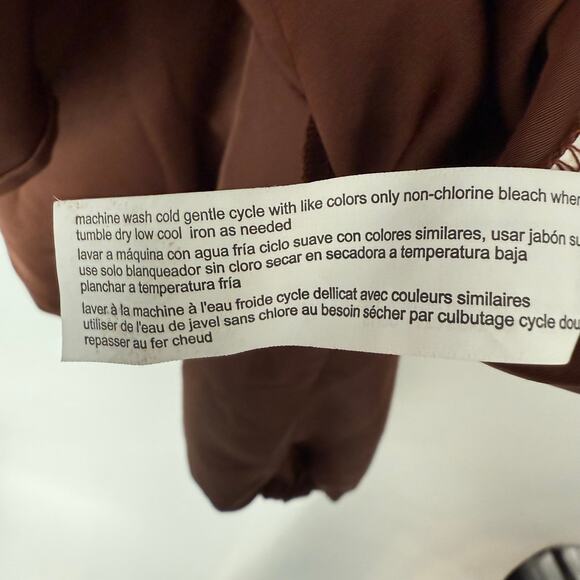 machine wash cold gentle cycle with like colors only non-chlorine bleach when
tumble dry low cool iron as needed
lavar a máquina con agua fría ciclo suave con colores similares, usar jabón
use solo blanqueador sin cloro secar en secadora a temperatura baja
planchar a temperatura fría
laver à la machine à l'eau froide cycle dellicat avec couleurs similaires
utiliser de l'eau de javel sans chlore au besoin sécher par culbutage cycle
repasser au fer cheud